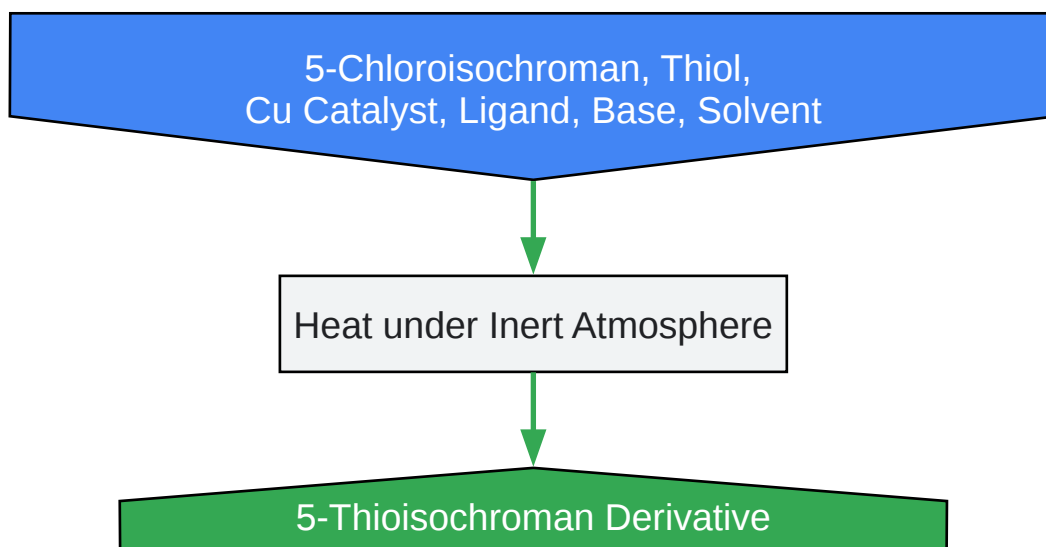 5-Chloroisochroman, Thiol,
Cu Catalyst, Ligand, Base, Solvent
Heat under Inert Atmosphere
5-Thioisochroman Derivative